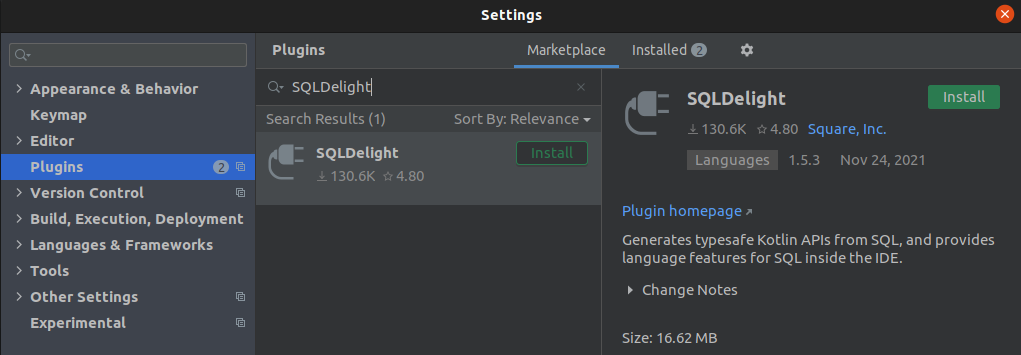 Settings
Plugins
Marketplace
Installed 2
Appearance & Behavior
Keymap
Editor
Plugins 2
Version Control
Build, Execution, Deployment
Languages & Frameworks
Tools
Other Settings
Experimental
SQLDelight
Search Results (1)
Sort By: Relevance
SQLDelight
Install
130.6K 4.80
SQLDelight
Install
130.6K 4.80 Square, Inc.
Languages 1.5.3 Nov 24, 2021
Plugin homepage
Generates typesafe Kotlin APIs from SQL, and provides
language features for SQL inside the IDE.
Change Notes
Size: 16.62 MB